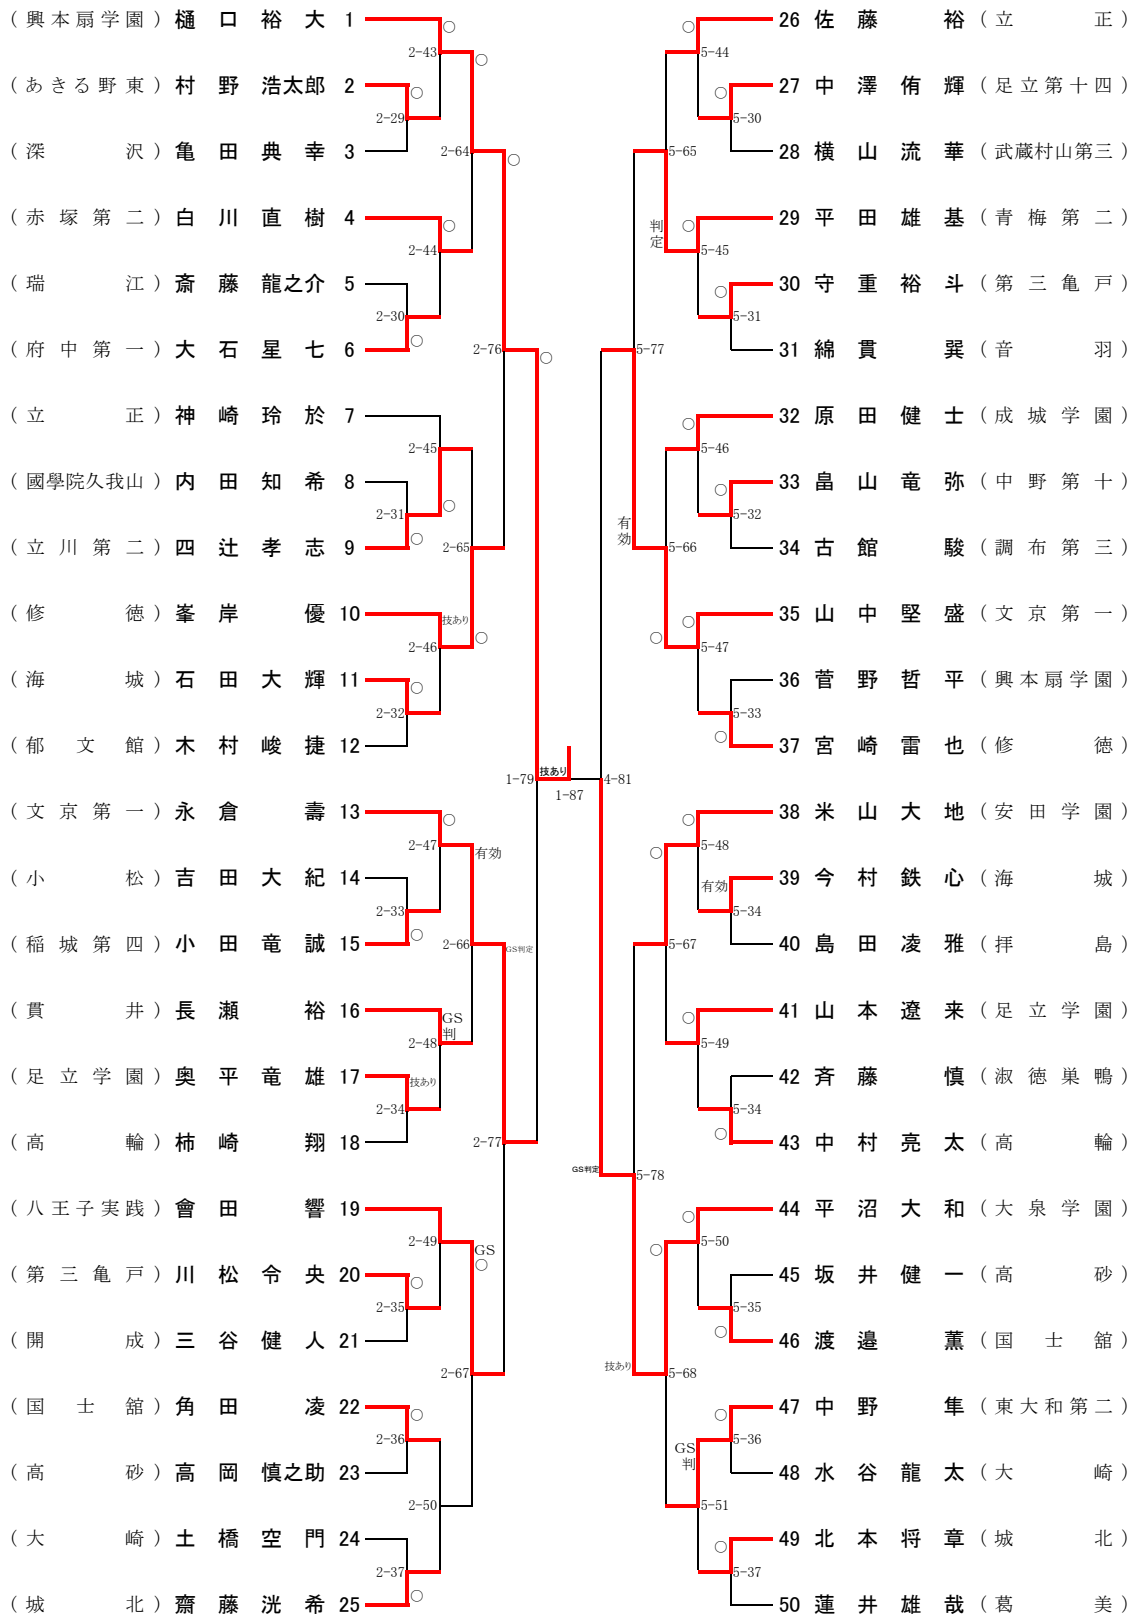 (興本扇学園) 樋口裕大 1
(あきる野東) 村野浩太郎 2
(深沢) 亀田典幸 3
(赤塚第二) 白川直樹 4
(瑞江) 斎藤龍之介 5
(府中第一) 大石星七 6
(立正) 神崎玲於 7
(國學院久我山) 内田知希 8
(立川第二) 四辻孝志 9
(修徳) 峯岸優 10
(海城) 石田大輝 11
(郁文館) 木村峻捷 12
(文京第一) 永倉壽 13
(小松) 吉田大紀 14
(稲城第四) 小田竜誠 15
(貫井) 長瀬裕 16
(足立学園) 奥平竜雄 17
(高輪) 柿崎翔 18
(八王子実践) 會田響 19
(第三亀戸) 川松令央 20
(開成) 三谷健人 21
(国士舘) 角田凌 22
(高砂) 高岡慎之助 23
(大崎) 土橋空門 24
(城北) 齋藤洸希 25
2-43
2-29
2-64
2-44
2-30
2-76
2-45
2-31
2-65
技あり
2-46
2-32
1-79
技あり
1-87
4-81
2-47
有効
2-33
2-66
GS判定
GS
判
2-48
技あり
2-34
2-77
2-49
GS
2-35
2-67
2-36
2-50
2-37
26 佐藤裕 (立正)
27 中澤侑輝 (足立第十四)
28 横山流華 (武蔵村山第三)
29 平田雄基 (青梅第二)
30 守重裕斗 (第三亀戸)
31 綿貫巽 (音羽)
32 原田健士 (成城学園)
33 畠山竜弥 (中野第十)
34 古館駿 (調布第三)
35 山中堅盛 (文京第一)
36 菅野哲平 (興本扇学園)
37 宮崎雷也 (修徳)
38 米山大地 (安田学園)
39 今村鉄心 (海城)
40 島田凌雅 (拝島)
41 山本遼来 (足立学園)
42 斉藤慎 (淑徳巣鴨)
43 中村亮太 (高輪)
44 平沼大和 (大泉学園)
45 坂井健一 (高砂)
46 渡邉薫 (国士舘)
47 中野隼 (東大和第二)
48 水谷龍太 (大崎)
49 北本将章 (城北)
50 蓮井雄哉 (葛美)
5-44
5-30
5-65
判定
5-45
5-31
5-77
5-46
5-32
有効
5-66
5-47
5-33
5-48
有効
5-34
5-67
5-49
5-34
GS判定
5-78
5-50
5-35
技あり
5-68
5-36
GS
判
5-51
5-37